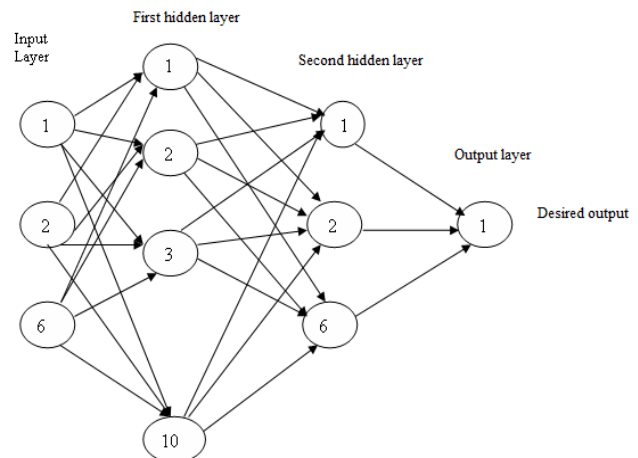 First hidden layer
Input
Layer
Second hidden layer
1
1
1
2
Output layer
Desired output
2
2
1
3
6
6
10